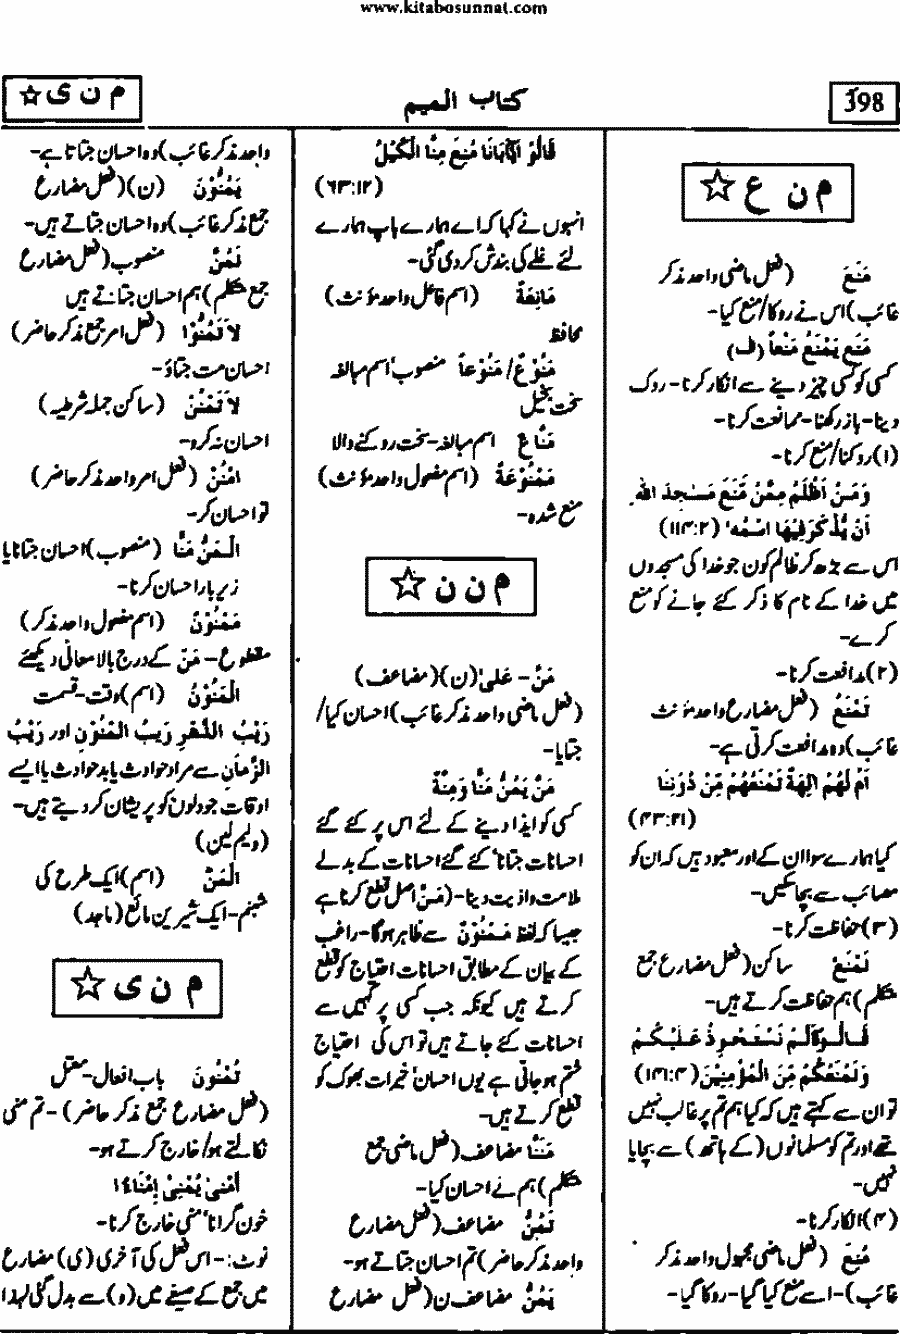 www.kitabosunnat.com
398
كتاب الميم
م ن ى ☆
م ن ع ☆
مَنَعَ (فعل ماضی واحد مذکر
غائب) اس نے روکا/منع کیا-
مَنَعَ يَمْنَعُ مَنْعاً (ف)
کسی کو کسی چیز دینے سے انکار کرنا- روک
دینا- باز رکھنا- ممانعت کرنا-
(۱) روکنا/منع کرنا-
وَمَنْ اَظْلَمُ مِمَّنْ مَّنَعَ مَسٰجِدَ اللّٰهِ
اَنْ يُّذْكَرَ فِيْهَا اسْمُه' (۱۱۴:۲)
اس سے بڑھ کر ظالم کون جو خدا کی مسجدوں
میں خدا کے نام کا ذکر کئے جانے کو منع
کرے-
(۲) مدافعت کرنا-
تَمْنَعُ (فعل مضارع واحد مؤنث
غائب) وہ مدافعت کرتی ہے-
اَمْ لَهُمْ اٰلِهَةٌ تَمْنَعُهُمْ مِّنْ دُوْنِنَا
(۴۳:۲۱)
کیا ہمارے سوا ان کے اور معبود ہیں کہ ان کو
مصائب سے بچا سکیں-
(۳) حفاظت کرنا-
نَمْنَعْ ساکن (فعل مضارع جمع
متکلم) ہم حفاظت کرتے ہیں-
قَالُوْا اَلَمْ نَسْتَحْوِذْ عَلَيْكُمْ
وَنَمْنَعْكُمْ مِّنَ الْمُؤْمِنِيْنَ (۱۴۱:۴)
تو ان سے کہتے ہیں کہ کیا ہم تم پر غالب نہیں
تھے اور تم کو مسلمانوں (کے ہاتھ) سے بچایا
نہیں-
(۴) انکار کرنا-
مُنِعَ (فعل ماضی مجہول واحد مذکر
غائب)- اسے منع کیا گیا- روکا گیا-
قَالُوْا يٰٓاَبَانَا مُنِعَ مِنَّا الْكَيْلُ
(۶۳:۱۲)
انہوں نے کہا کہ اے ہمارے باپ ہمارے
لئے غلے کی بندش کر دی گئی-
مَانِعَةٌ (اسم فاعل واحد مؤنث)
محافظ
مَنُوْعٌ/مَنُوْعاً منصوب' اسم مبالغہ
سخت بخیل
مَنَّاعٍ اسم مبالغہ- سخت روکنے والا
مَمْنُوْعَةٌ (اسم مفعول واحد مؤنث)
منع شدہ-
م ن ن ☆
مَنَّ - عَلىٰ (ن) (مضاعف)
(فعل ماضی واحد مذکر غائب) احسان کیا/
جتایا-
مَنَّ يَمُنُّ مَنًّا وَمِنَّةً
کسی کو ایذا دینے کے لئے اس پر کئے گئے
احسانات جتانا' کئے گئے احسانات کے بدلے
ملامت و اذیت دینا- (مَنّ اصل قطع کرنا ہے
جیسا کہ لفظ مَمْنُوْنٌ سے ظاہر ہوگا- راغب
کے بیان کے مطابق احسانات احتیاج کو قطع
کرتے ہیں کیونکہ جب کسی پر کہیں سے
احسانات کئے جاتے ہیں تو اس کی احتیاج
ختم ہو جاتی ہے یوں احسان' خیرات بھوک کو
قطع کرتے ہیں-
مَنَنَّا مضاعف (فعل ماضی جمع
متکلم) ہم نے احسان کیا-
تَمُنُّ مضاعف (فعل مضارع
واحد مذکر حاضر) تم احسان جتاتے ہو-
يَمُنُّ مضاعف ن (فعل مضارع
واحد مذکر غائب) وہ احسان جتاتا ہے-
يَمُنُّوْنَ (ن) (فعل مضارع
جمع مذکر غائب) وہ احسان جتاتے ہیں-
نَمُنَّ منصوب (فعل مضارع
جمع متکلم) ہم احسان جتاتے ہیں
لَا تَمُنُّوْا (فعل امر جمع مذکر حاضر)
احسان مت جتاؤ-
لَا تَمْنُنْ (ساکن جملہ شرطیہ)
احسان نہ کرو-
امْنُنْ (فعل امر واحد مذکر حاضر)
تو احسان کر-
الْمَنُّ مَنًّا (منصوب) احسان جتانا یا
زیر بار احسان کرنا-
مَمْنُوْنٌ (اسم مفعول واحد مذکر)
مقطوع- مَنّ کے درج بالا معانی دیکھئے
الْمَنُوْنُ (اسم) وقت- قسمت
رَيْبُ الدَّهْرِ رَيبُ الْمَنُوْنِ اور رَيْبُ
الزَّمَانِ سے مراد حوادث یا بد حوادث یا ایسے
اوقات جو دلوں کو پریشان کر دیتے ہیں-
(ولیم لین)
الْمَنَّ (اسم) ایک طرح کی
شبنم- ایک شیرین مائع (ماجد)
م ن ى ☆
تُمْنُوْنَ باب افعال- معتل
(فعل مضارع جمع مذکر حاضر)- تم منی
نکالتے ہو/خارج کرتے ہو-
اَمْنىٰ يُمْنِىْ اِمْنَاءً
خون گرانا' منی خارج کرنا-
نوٹ:- اس فعل کی آخری (ی) مضارع
میں جمع کے صیغے میں (و) سے بدل گئی لہٰذا